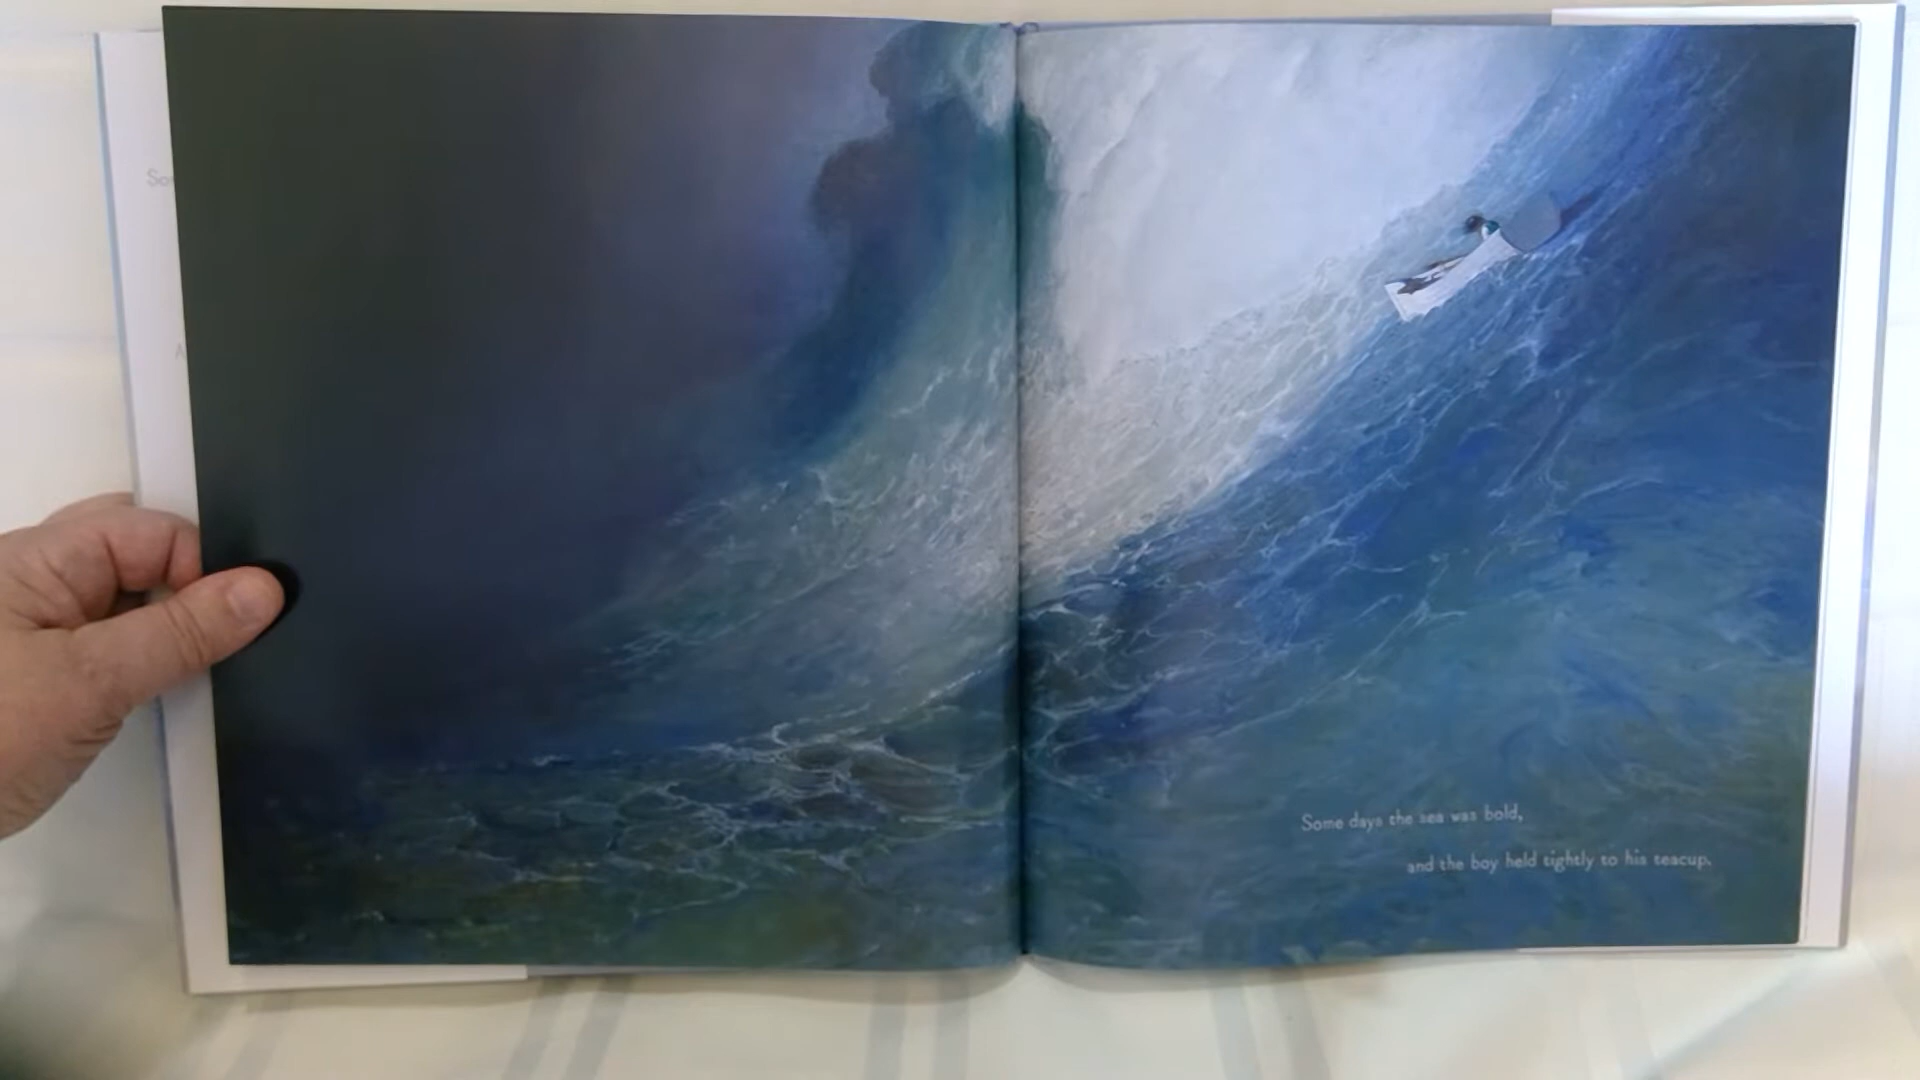 Some days the sea was bold,
and the boy held tightly to his teacup.